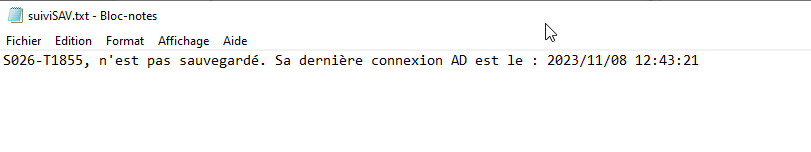 suiviSAV.txt - Bloc-notes
Fichier Edition Format Affichage Aide
S026-T1855, n'est pas sauvegardé. Sa dernière connexion AD est le : 2023/11/08 12:43:21